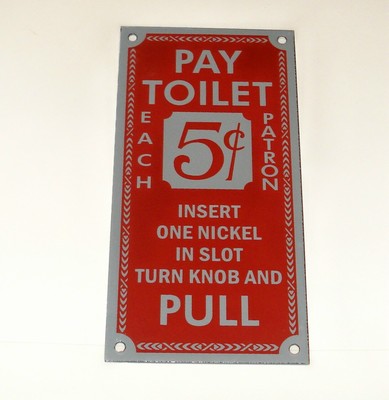 PAY
TOILET
EACH
5¢
PATRON
INSERT
ONE NICKEL
IN SLOT
TURN KNOB AND
PULL